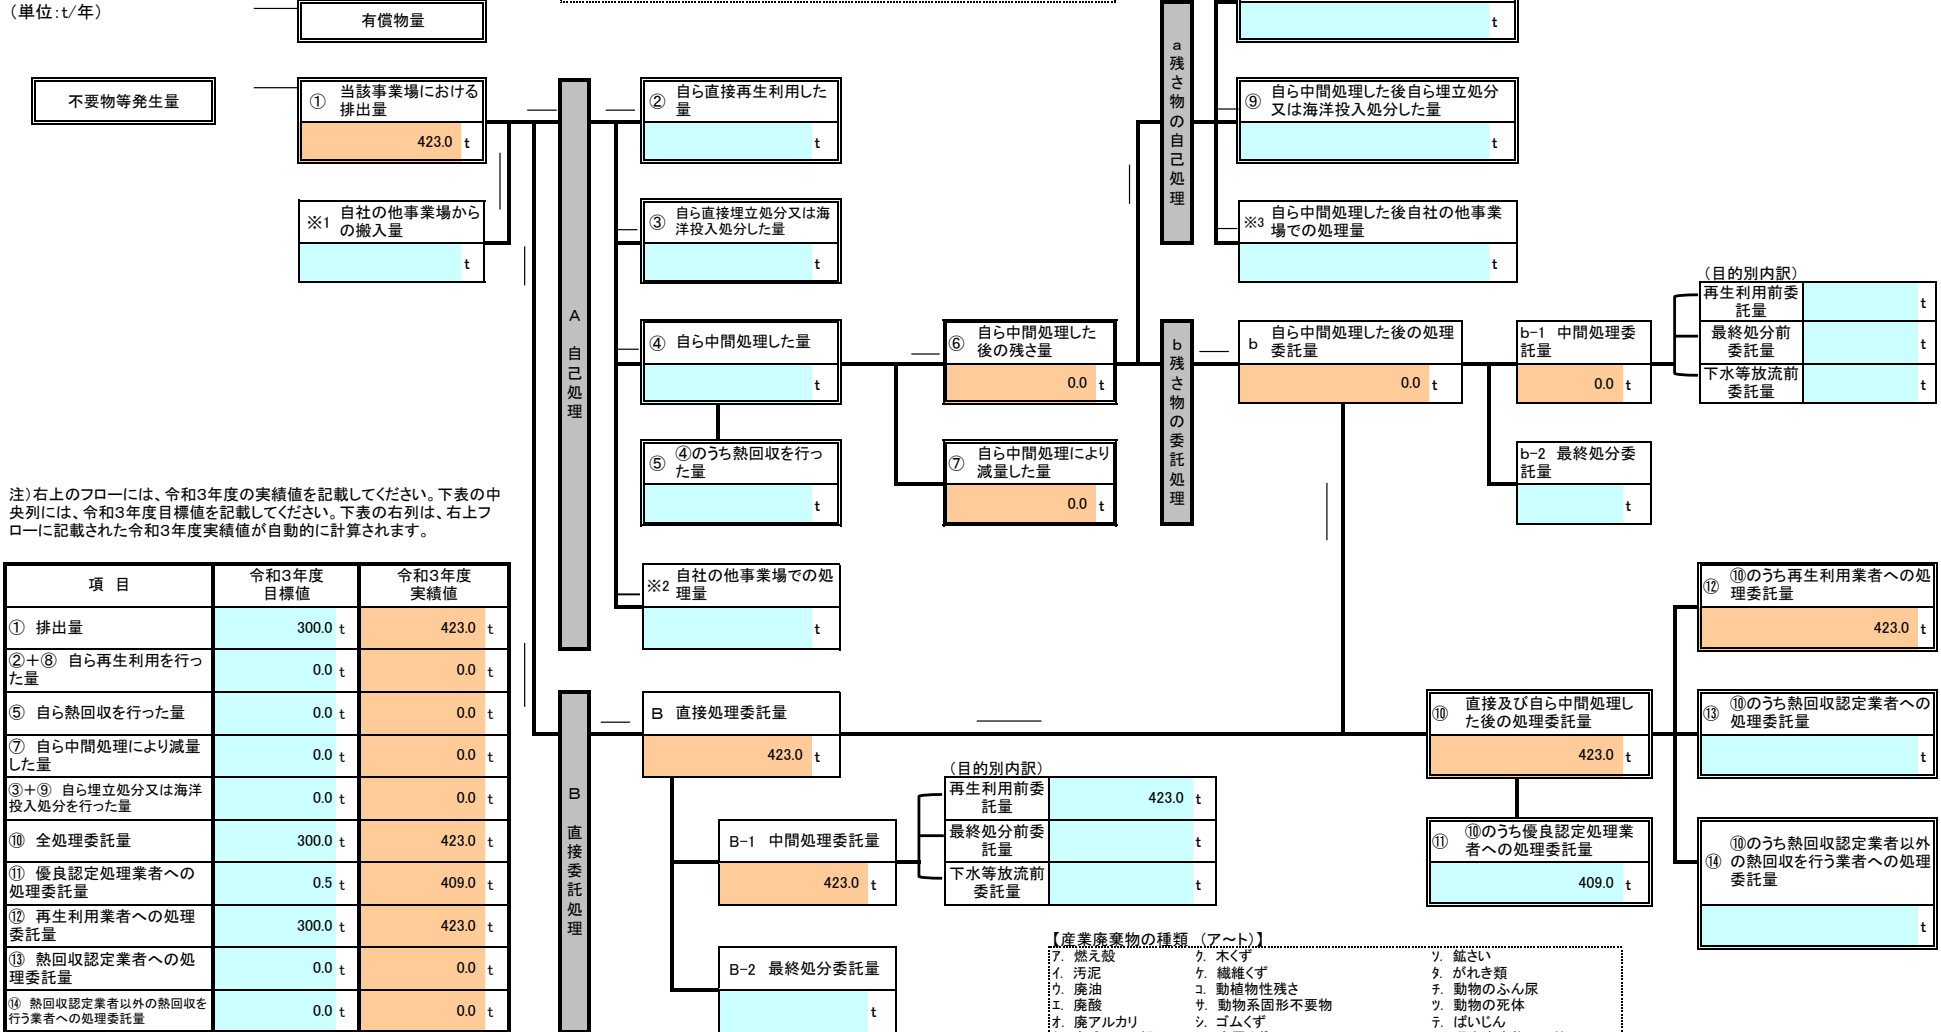 （単位：t/年）
有償物量
t
不要物等発生量
① 当該事業場における
排出量
423.0 t
② 自ら直接再生利用した
量
t
⑨ 自ら中間処理した後自ら埋立処分
又は海洋投入処分した量
t
a 残さ物の自己処理
※1 自社の他事業場から
の搬入量
t
③ 自ら直接埋立処分又は海
洋投入処分した量
t
※3 自ら中間処理した後自社の他事業
場での処理量
t
A 自己処理
④ 自ら中間処理した量
t
⑥ 自ら中間処理した
後の残さ量
0.0 t
b 残さ物の委託処理
b 自ら中間処理した後の処理
委託量
0.0 t
b-1 中間処理委
託量
0.0 t
（目的別内訳）
再生利用前委
託量
t
最終処分前
委託量
t
下水等放流前
委託量
t
⑤ ④のうち熱回収を行っ
た量
t
⑦ 自ら中間処理により
減量した量
0.0 t
b-2 最終処分委
託量
t
注）右上のフローには、令和3年度の実績値を記載してください。下表の中
央列には、令和3年度目標値を記載してください。下表の右列は、右上フ
ローに記載された令和3年度実績値が自動的に計算されます。
※2 自社の他事業場での処
理量
t
項 目
令和3年度
目標値
令和3年度
実績値
① 排出量 300.0 t 423.0 t
②＋⑧ 自ら再生利用を行っ
た量
0.0 t 0.0 t
⑤ 自ら熱回収を行った量 0.0 t 0.0 t
⑦ 自ら中間処理により減量
した量
0.0 t 0.0 t
③＋⑨ 自ら埋立処分又は海洋
投入処分を行った量
0.0 t 0.0 t
⑩ 全処理委託量 300.0 t 423.0 t
⑪ 優良認定処理業者への
処理委託量
0.5 t 409.0 t
⑫ 再生利用業者への処理
委託量
300.0 t 423.0 t
⑬ 熱回収認定業者への処
理委託量
0.0 t 0.0 t
⑭ 熱回収認定業者以外の熱回収を
行う業者への処理委託量
0.0 t 0.0 t
B 直接委託処理
B 直接処理委託量
423.0 t
B-1 中間処理委託量
423.0 t
（目的別内訳）
再生利用前委
託量
423.0 t
最終処分前委
託量
t
下水等放流前
委託量
t
B-2 最終処分委託量
t
⑩ 直接及び自ら中間処理し
た後の処理委託量
423.0 t
⑪ ⑩のうち優良認定処理業
者への処理委託量
409.0 t
⑫ ⑩のうち再生利用業者への処
理委託量
423.0 t
⑬ ⑩のうち熱回収認定業者への
処理委託量
t
⑭ ⑩のうち熱回収認定業者以外
の熱回収を行う業者への処理
委託量
t
【産業廃棄物の種類 （ア～ト）】
ア. 燃え殻 ク. 木くず ソ. 鉱さい
イ. 汚泥 ケ. 繊維くず タ. がれき類
ウ. 廃油 コ. 動植物性残さ チ. 動物のふん尿
エ. 廃酸 サ. 動物系固形不要物 ツ. 動物の死体
オ. 廃アルカリ シ. ゴムくず テ. ばいじん